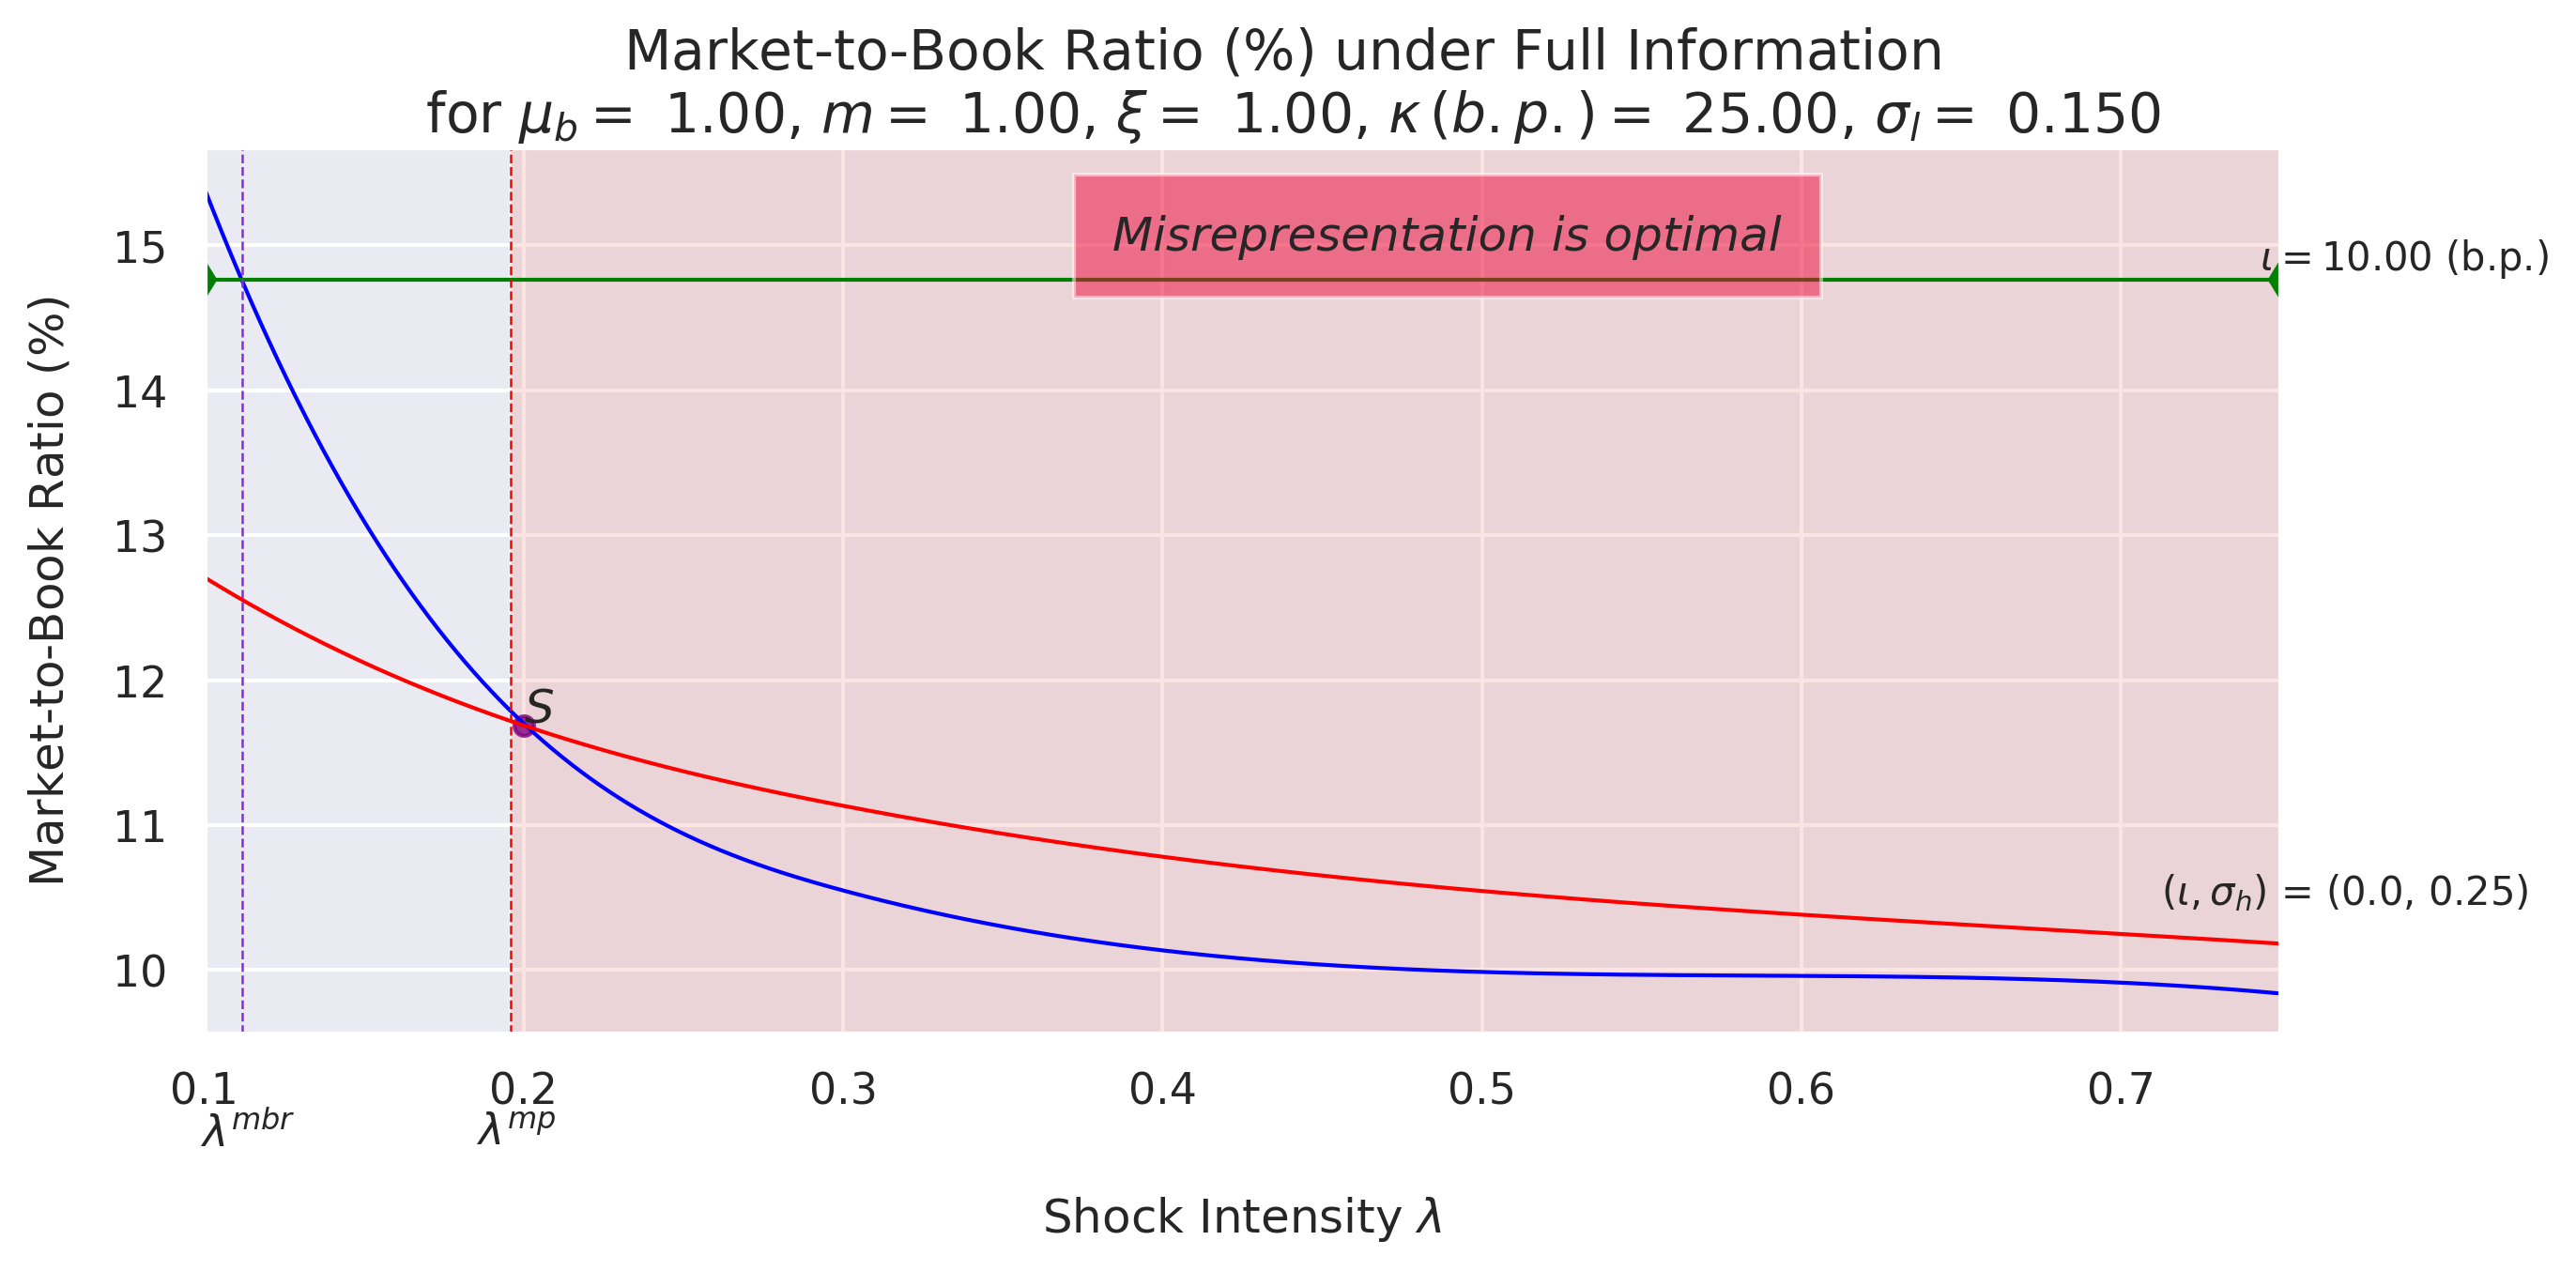 Market-to-Book Ratio (%) under Full Information
for μ_b = 1.00, m = 1.00, ξ = 1.00, κ (b.p.) = 25.00, σ_l = 0.150
Misrepresentation is optimal
ι = 10.00 (b.p.)
Market-to-Book Ratio (%)
15
14
13
12
11
10
S
(ι, σ_h) = (0.0, 0.25)
0.1 0.2 0.3 0.4 0.5 0.6 0.7
λ^mbr λ^mp
Shock Intensity λ